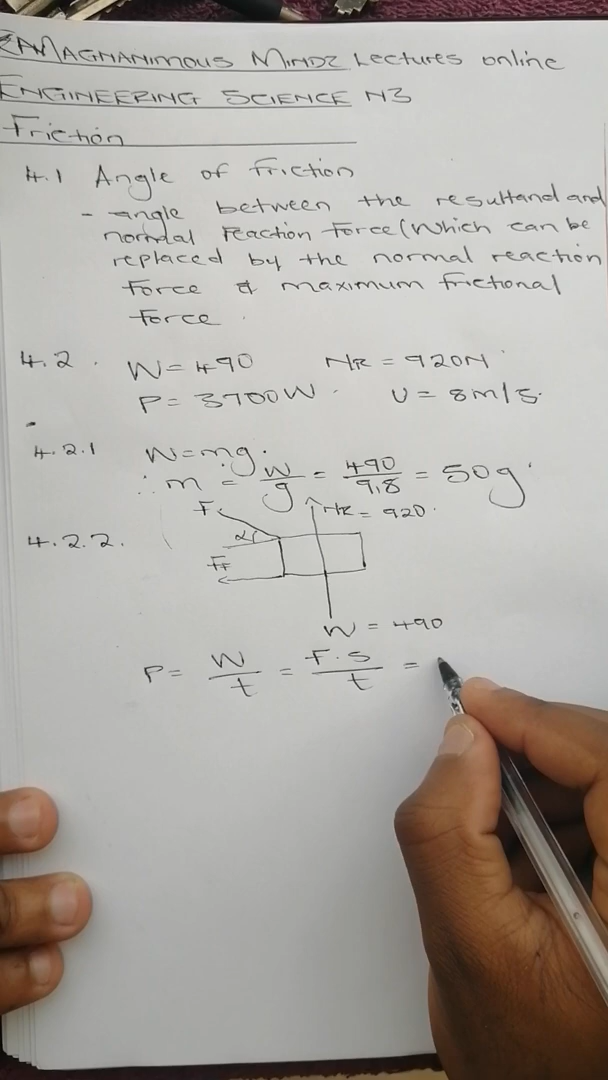 MAGNANIMOUS MINDZ Lectures online
ENGINEERING SCIENCE N3
Friction
4.1 Angle of friction
- angle between the resultand and
normal reaction force (which can be
replaced by the normal reaction
force & maximum frictional
force.
4.2. W = 490 NR = 920N
P = 3700W. U = 8m/s.
4.2.1 W = mg.
∴ m = W/g = 490/9,8 = 50g
F NR = 920.
4.2.2. α
FF
W = 490
P = W/t = F.S/t =